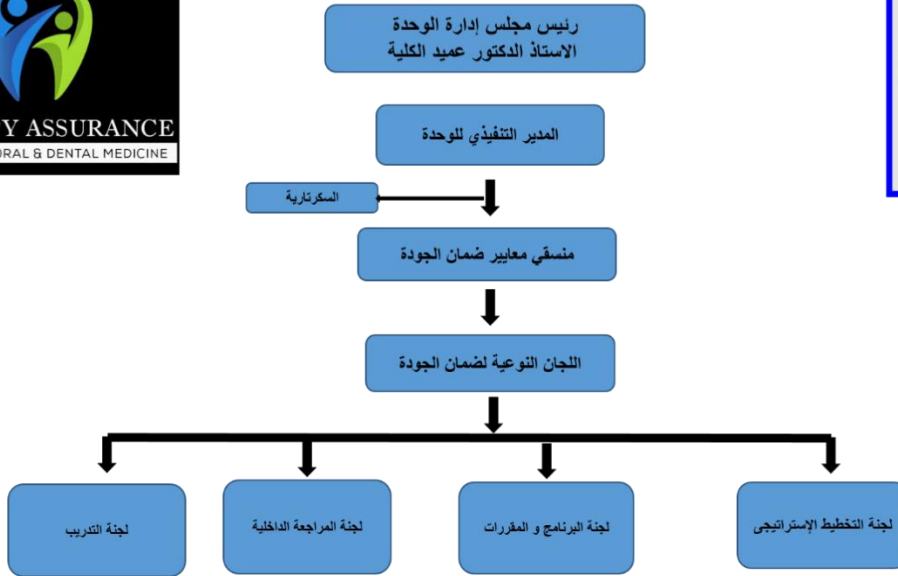 رئيس مجلس إدارة الوحدة
الاستاذ الدكتور عميد الكلية
المدير التنفيذي للوحدة
السكرتارية
منسقي معايير ضمان الجودة
اللجان النوعية لضمان الجودة
لجنة التخطيط الإستراتيجى
لجنة البرنامج و المقررات
لجنة المراجعة الداخلية
لجنة التدريب
Y ASSURANCE
ORAL & DENTAL MEDICINE